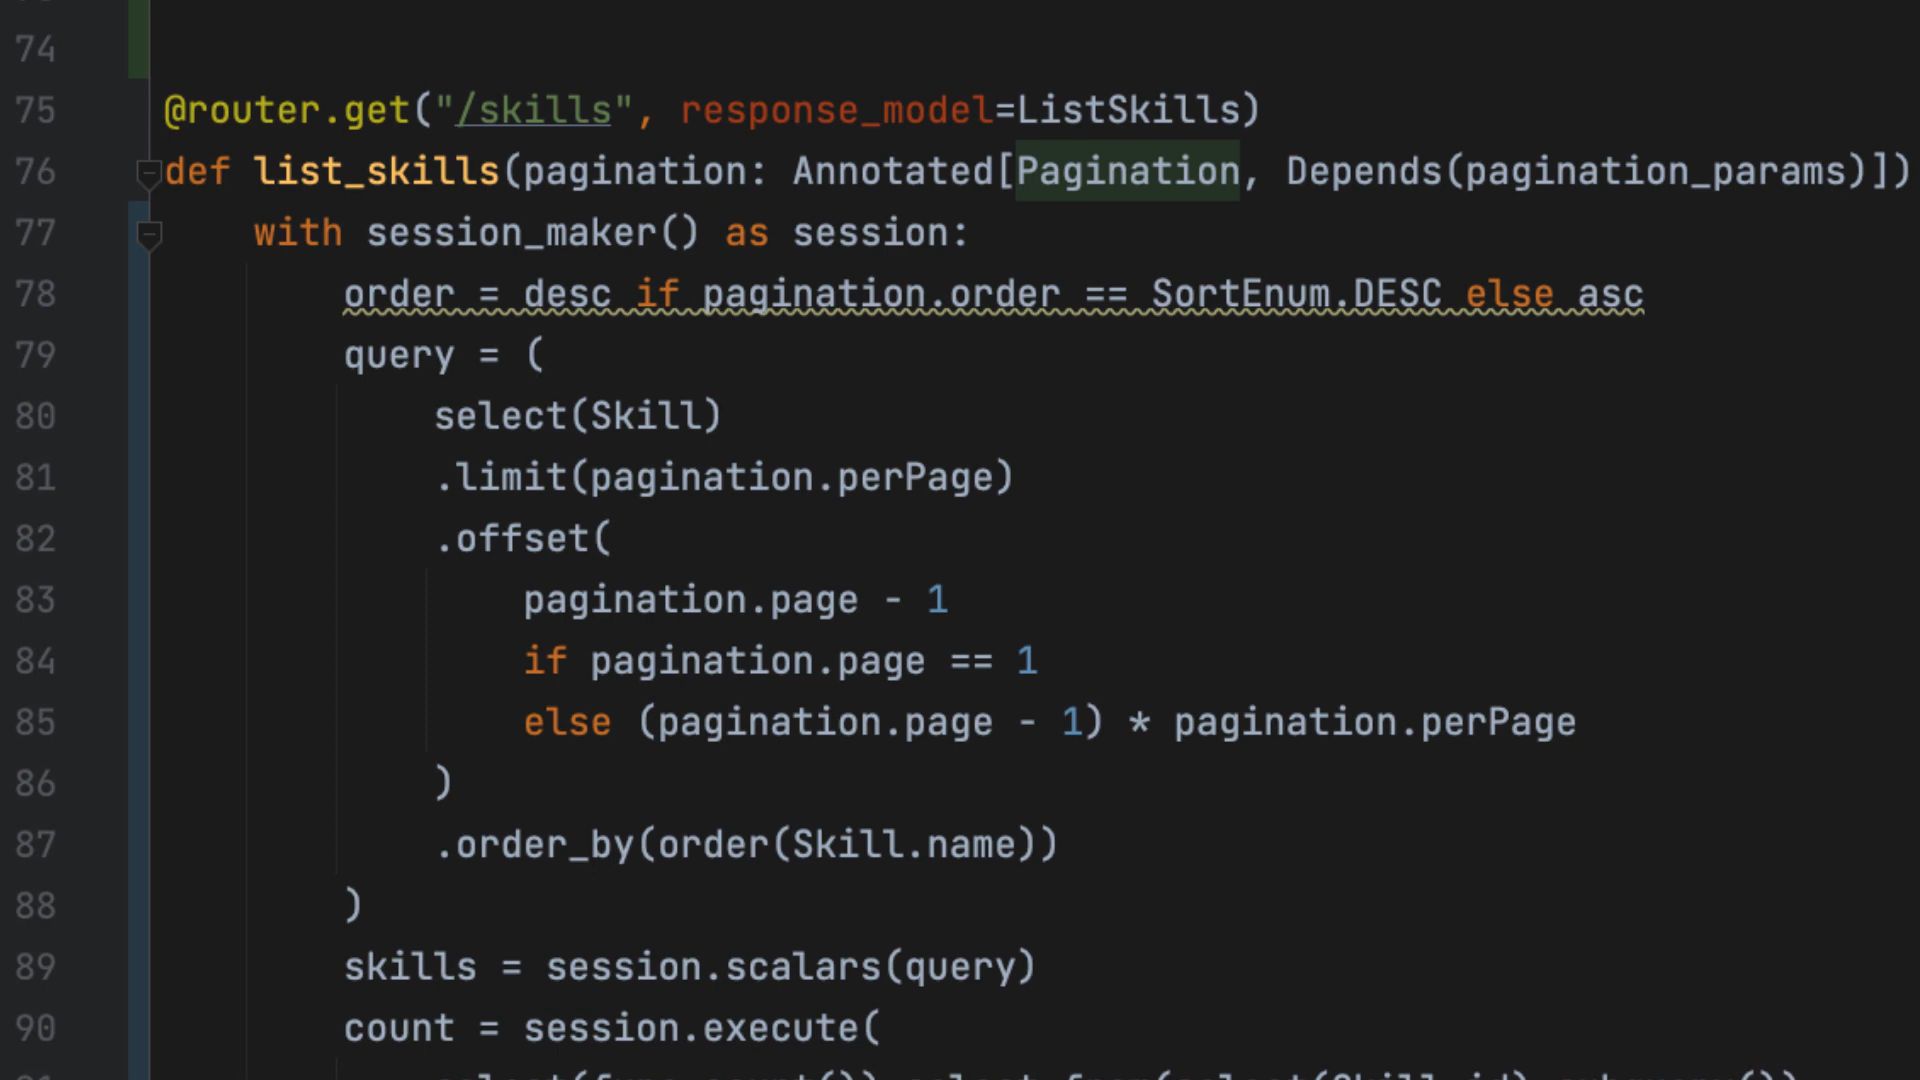 74
75 @router.get("/skills", response_model=ListSkills)
76 def list_skills(pagination: Annotated[Pagination, Depends(pagination_params)])
77 with session_maker() as session:
78 order = desc if pagination.order == SortEnum.DESC else asc
79 query = (
80 select(Skill)
81 .limit(pagination.perPage)
82 .offset(
83 pagination.page - 1
84 if pagination.page == 1
85 else (pagination.page - 1) * pagination.perPage
86 )
87 .order_by(order(Skill.name))
88 )
89 skills = session.scalars(query)
90 count = session.execute(